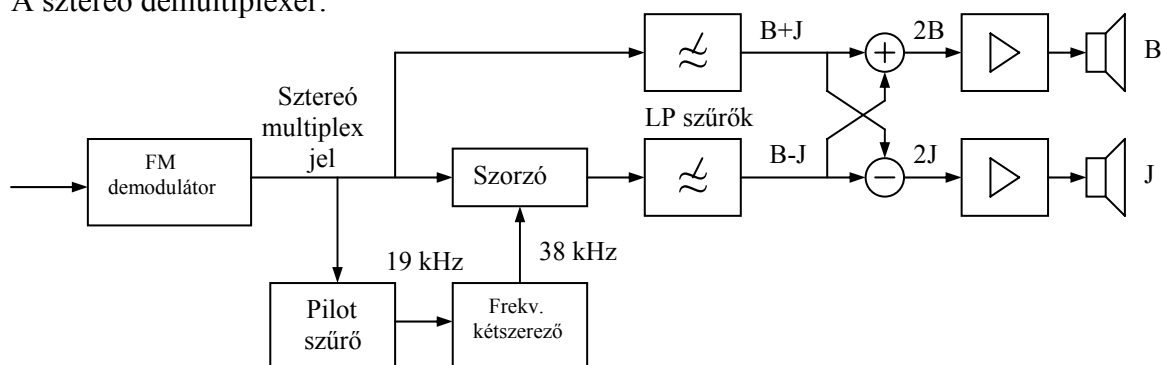 A sztereó demultiplexer:
B+J
2B
B
Sztereó
multiplex
jel
LP szűrők
FM
demodulátor
Szorzó
B-J
2J
J
19 kHz
38 kHz
Pilot
szűrő
Frekv.
kétszerező